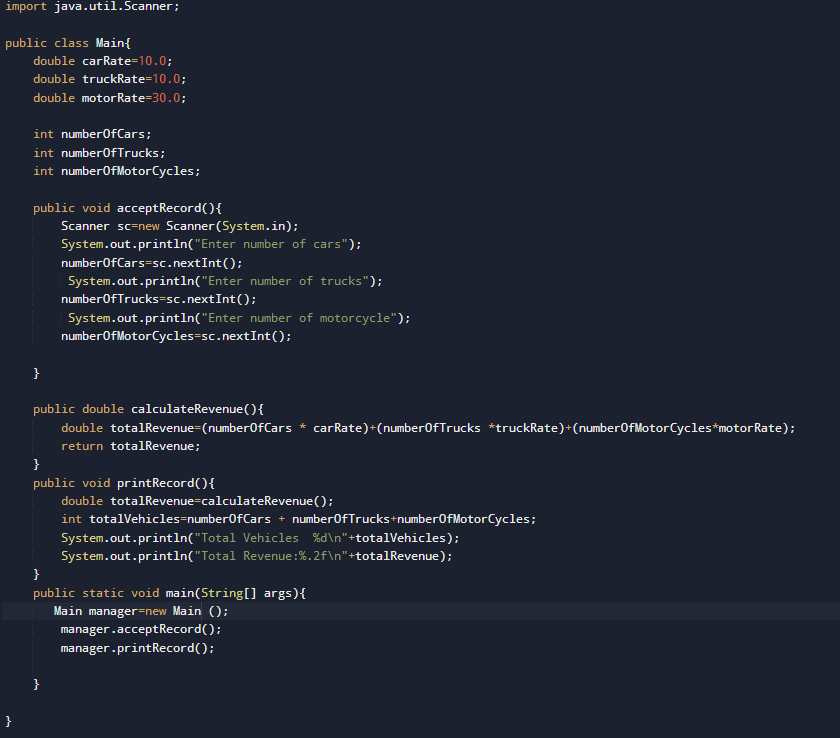 import java.util.Scanner;
public class Main{
double carRate=10.0;
double truckRate=10.0;
double motorRate=30.0;
int numberOfCars;
int numberOfTrucks;
int numberOfMotorCycles;
public void acceptRecord(){
Scanner sc=new Scanner(System.in);
System.out.println("Enter number of cars");
numberOfCars=sc.nextInt();
System.out.println("Enter number of trucks");
numberOfTrucks=sc.nextInt();
System.out.println("Enter number of motorcycle");
numberOfMotorCycles=sc.nextInt();
}
public double calculateRevenue(){
double totalRevenue=(numberOfCars * carRate)+(numberOfTrucks *truckRate)+(numberOfMotorCycles*motorRate);
return totalRevenue;
}
public void printRecord(){
double totalRevenue=calculateRevenue();
int totalVehicles=numberOfCars + numberOfTrucks+numberOfMotorCycles;
System.out.println("Total Vehicles  %d\n"+totalVehicles);
System.out.println("Total Revenue:%.2f\n"+totalRevenue);
}
public static void main(String[] args){
Main manager=new Main ();
manager.acceptRecord();
manager.printRecord();
}
}